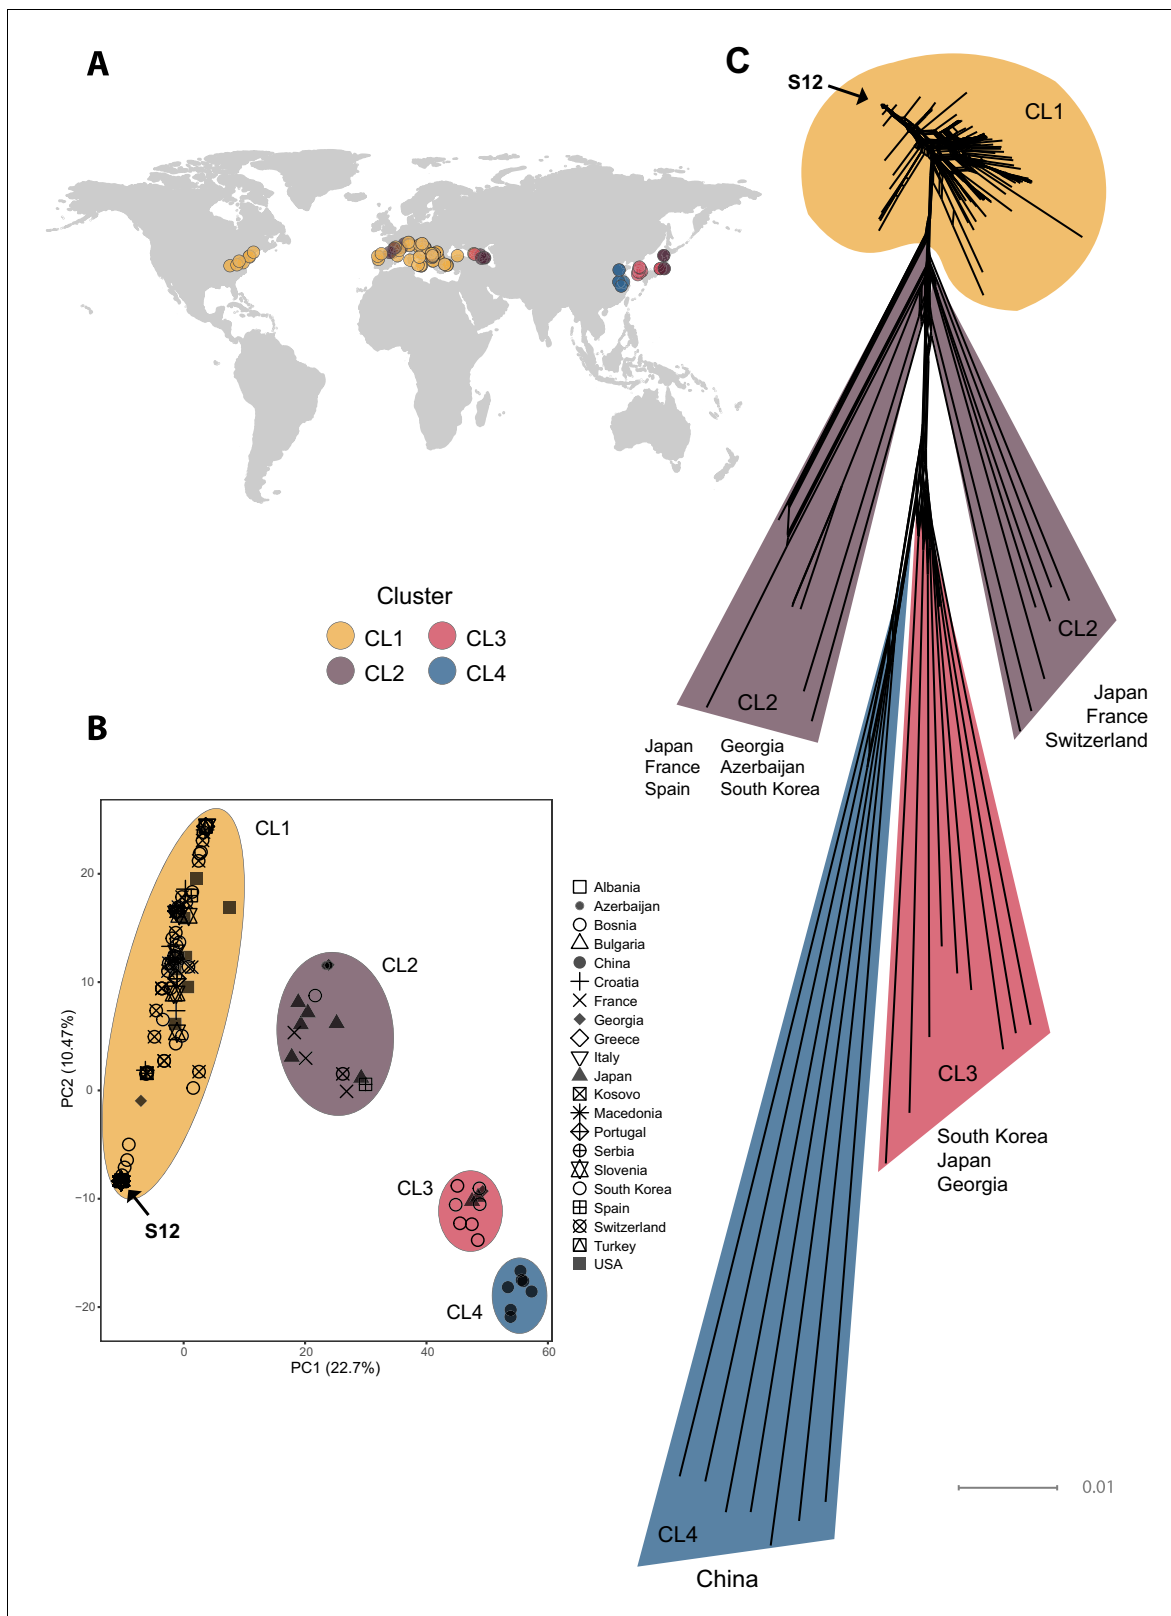 A
Cluster
CL1
CL3
CL2
CL4
B
CL1
CL2
CL3
CL4
S12
20
10
0
−10
−20
PC2 (10.47%)
0
20
40
60
PC1 (22.7%)
Albania
Azerbaijan
Bosnia
Bulgaria
China
Croatia
France
Georgia
Greece
Italy
Japan
Kosovo
Macedonia
Portugal
Serbia
Slovenia
South Korea
Spain
Switzerland
Turkey
USA
C
S12
CL1
CL2
Japan Georgia
France Azerbaijan
Spain South Korea
CL2
Japan
France
Switzerland
CL3
South Korea
Japan
Georgia
CL4
China
0.01